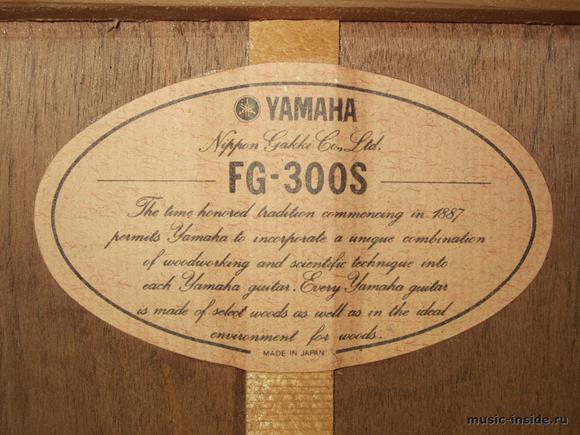 YAMAHA
Nippon Gakki Co., Ltd.
FG-300S
The time honored tradition commencing in 1887
permits Yamaha to incorporate a unique combination
of woodworking and scientific technique into
each Yamaha guitar. Every Yamaha guitar
is made of select woods as well as in the ideal
environment for woods.
MADE IN JAPAN
music-inside.ru